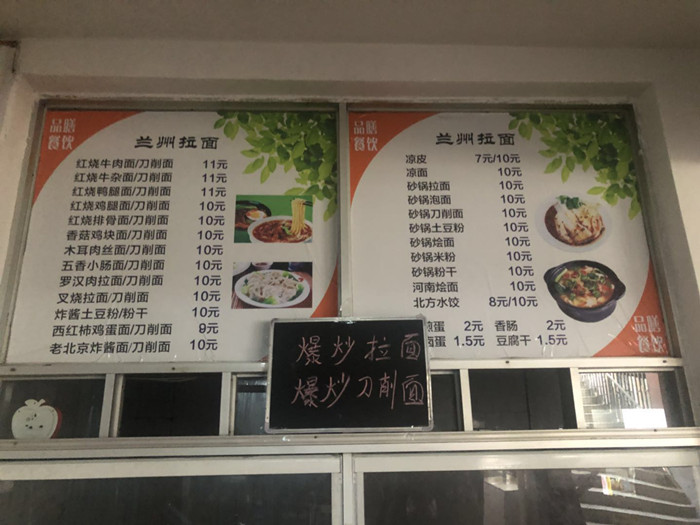 品膳
餐饮
兰州拉面
红烧牛肉面/刀削面 11元
红烧牛杂面/刀削面 11元
红烧鸭腿面/刀削面 11元
红烧鸡腿面/刀削面 10元
红烧排骨面/刀削面 10元
香菇鸡块面/刀削面 10元
木耳肉丝面/刀削面 10元
五香小肠面/刀削面 10元
罗汉肉拉面/刀削面 10元
叉烧拉面/刀削面 10元
炸酱土豆粉/粉干 10元
西红柿鸡蛋面/刀削面 9元
老北京炸酱面/刀削面 10元
品膳
餐饮
兰州拉面
凉皮 7元/10元
凉面 10元
砂锅拉面 10元
砂锅泡面 10元
砂锅刀削面 10元
砂锅土豆粉 10元
砂锅烩面 10元
砂锅米粉 10元
砂锅粉干 10元
河南烩面 10元
北方水饺 8元/10元
蛋 2元 香肠 2元
蛋 1.5元 豆腐干 1.5元
品膳
餐饮
爆炒拉面
爆炒刀削面